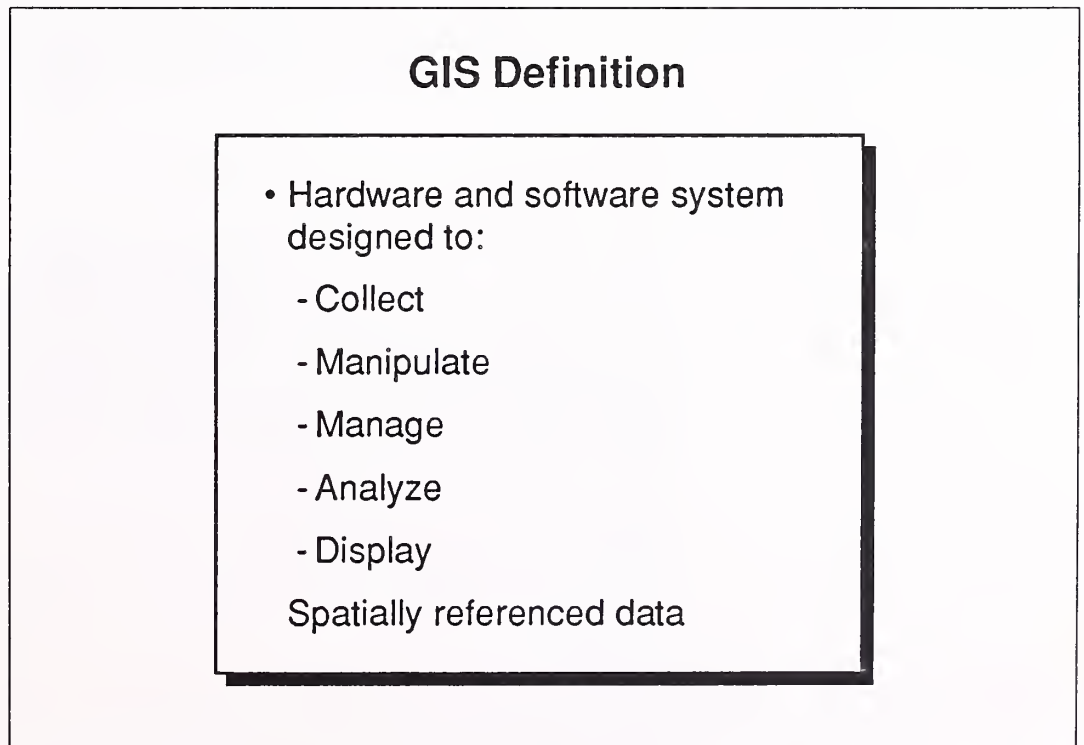 GIS Definition
• Hardware and software system
designed to:
- Collect
- Manipulate
- Manage
- Analyze
- Display
Spatially referenced data